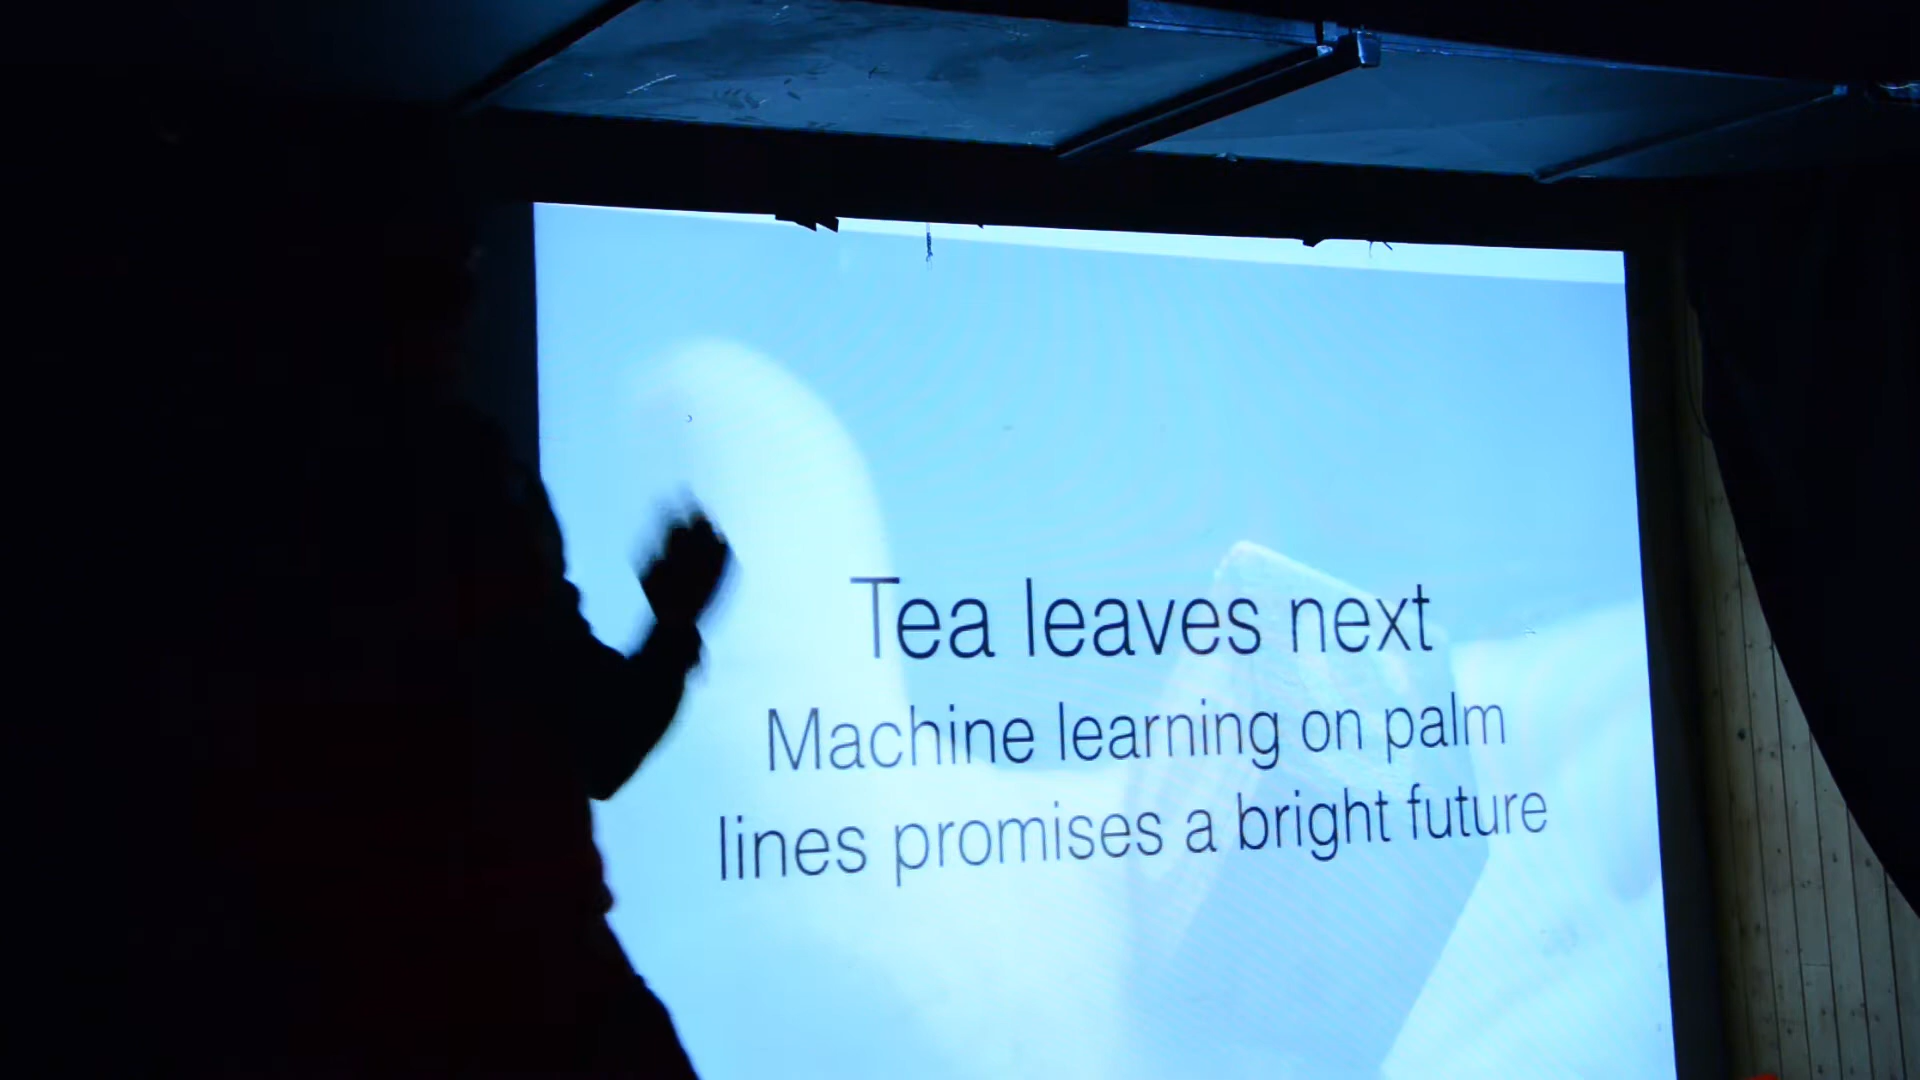 Tea leaves next
Machine learning on palm
lines promises a bright future